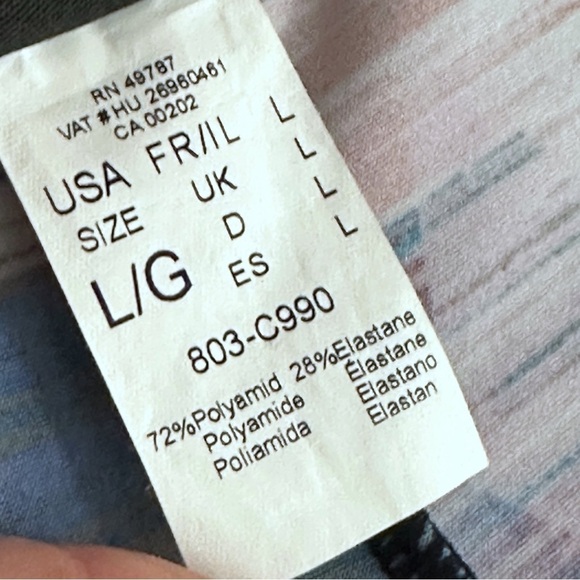 RN 49787
VAT # HU 26960461
CA 00202
USA FR/IL L
SIZE UK L
L/G D L
ES L
803-C990
72%Polyamid 28%Elastane
Polyamide Élastane
Poliamida Elastano
Elastan